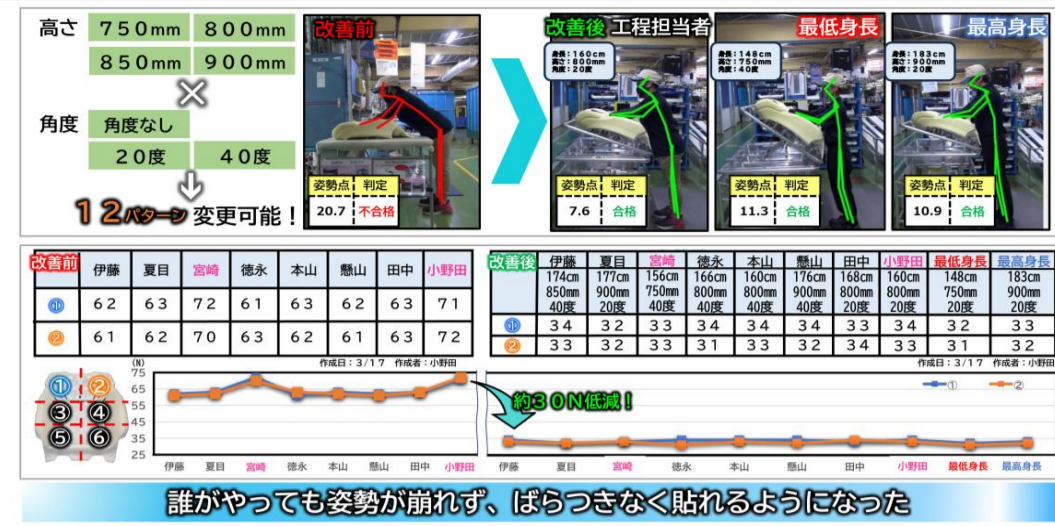 高さ 750mm 800mm
850mm 900mm
×
角度 角度なし
20度 40度
12パターン 変更可能！
改善前
姿勢点 判定
20.7 不合格
改善後 工程担当者
身長：160cm
高さ：800mm
角度：20度
姿勢点 判定
7.6 合格
最低身長
身長：148cm
高さ：750mm
角度：40度
姿勢点 判定
11.3 合格
最高身長
身長：183cm
高さ：900mm
角度：20度
姿勢点 判定
10.9 合格
改善前 伊藤 夏目 宮崎 徳永 本山 懸山 田中 小野田
① 62 63 72 61 63 62 63 71
② 61 62 70 63 62 61 63 72
作成日：3/17 作成者：小野田
改善後 伊藤 夏目 宮崎 徳永 本山 懸山 田中 小野田 最低身長 最高身長
174cm 177cm 156cm 166cm 160cm 176cm 168cm 160cm 148cm 183cm
850mm 900mm 750mm 800mm 800mm 900mm 800mm 800mm 750mm 900mm
40度 20度 40度 40度 40度 20度 20度 20度 20度 20度
① 34 32 33 34 34 34 33 34 32 33
② 33 32 33 31 33 32 34 33 31 32
作成日：3/17 作成者：小野田
① ②
③ ④
⑤ ⑥
(N)
75
65
55
45
35
25
伊藤 夏目 宮崎 徳永 本山 懸山 田中 小野田
約30N低減！
① ②
伊藤 夏目 宮崎 徳永 本山 懸山 田中 小野田 最低身長 最高身長
誰がやっても姿勢が崩れず、ばらつきなく貼れるようになった